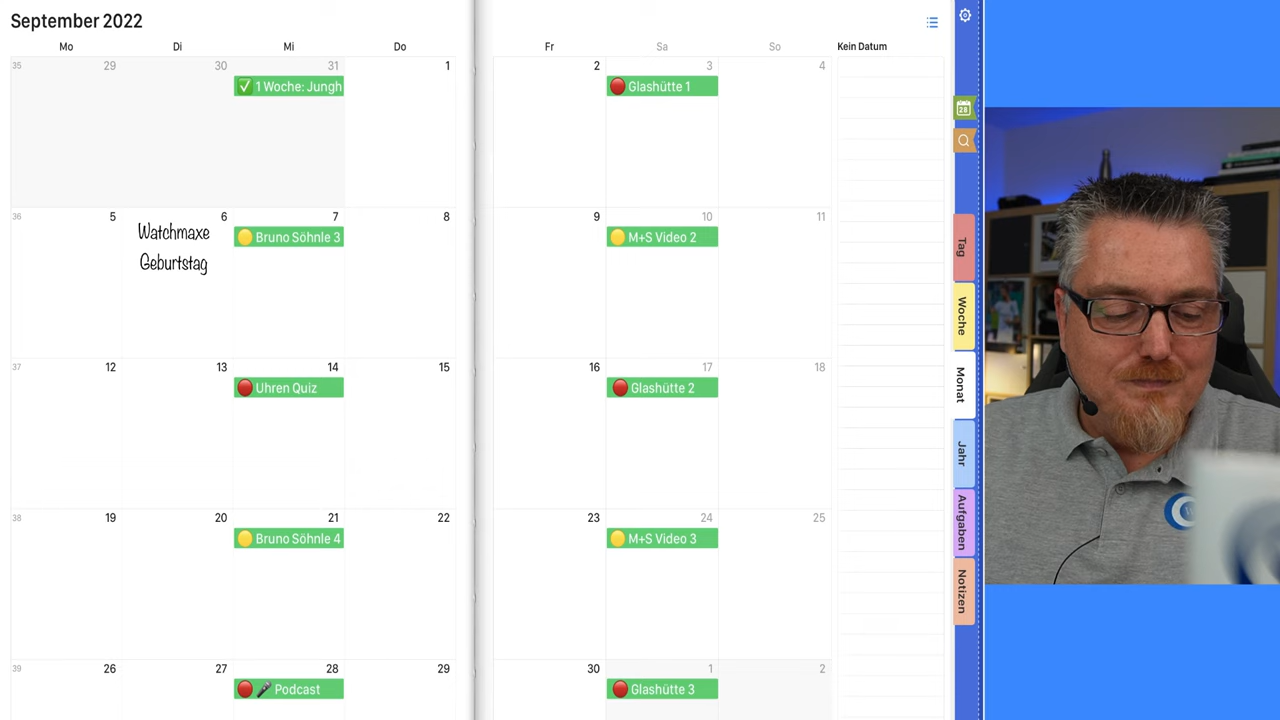 September 2022
Mo Di Mi Do Fr Sa So Kein Datum
35 29 30 31 1 2 3 4
✅ 1 Woche: Jungh
🔴 Glashütte 1
36 5 6 7 8 9 10 11
Watchmaxe
Geburtstag
🟡 Bruno Söhnle 3
🟡 M+S Video 2
37 12 13 14 15 16 17 18
🔴 Uhren Quiz
🔴 Glashütte 2
38 19 20 21 22 23 24 25
🟡 Bruno Söhnle 4
🟡 M+S Video 3
39 26 27 28 29 30 1 2
🔴 🎤 Podcast
🔴 Glashütte 3
28
Tag
Woche
Monat
Jahr
Aufgaben
Notizen